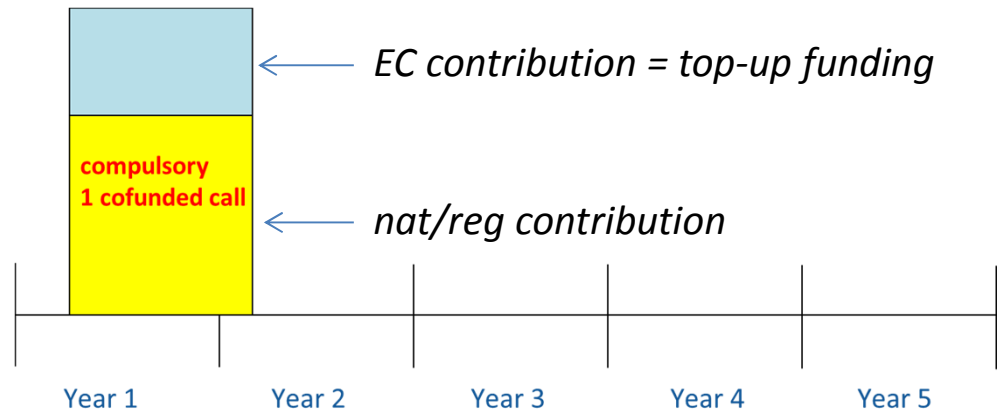 EC contribution = top-up funding
compulsory
1 cofunded call
nat/reg contribution
Year 1
Year 2
Year 3
Year 4
Year 5